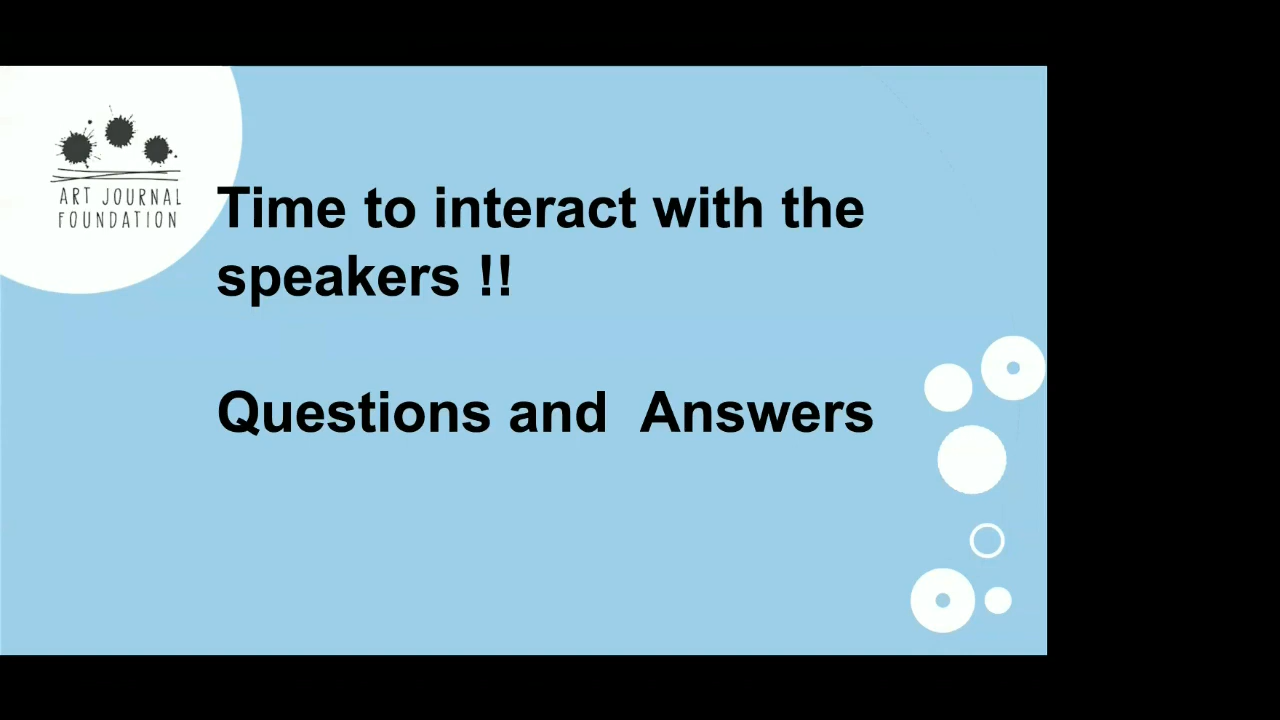 ART JOURNAL
FOUNDATION
Time to interact with the
speakers !!
Questions and  Answers